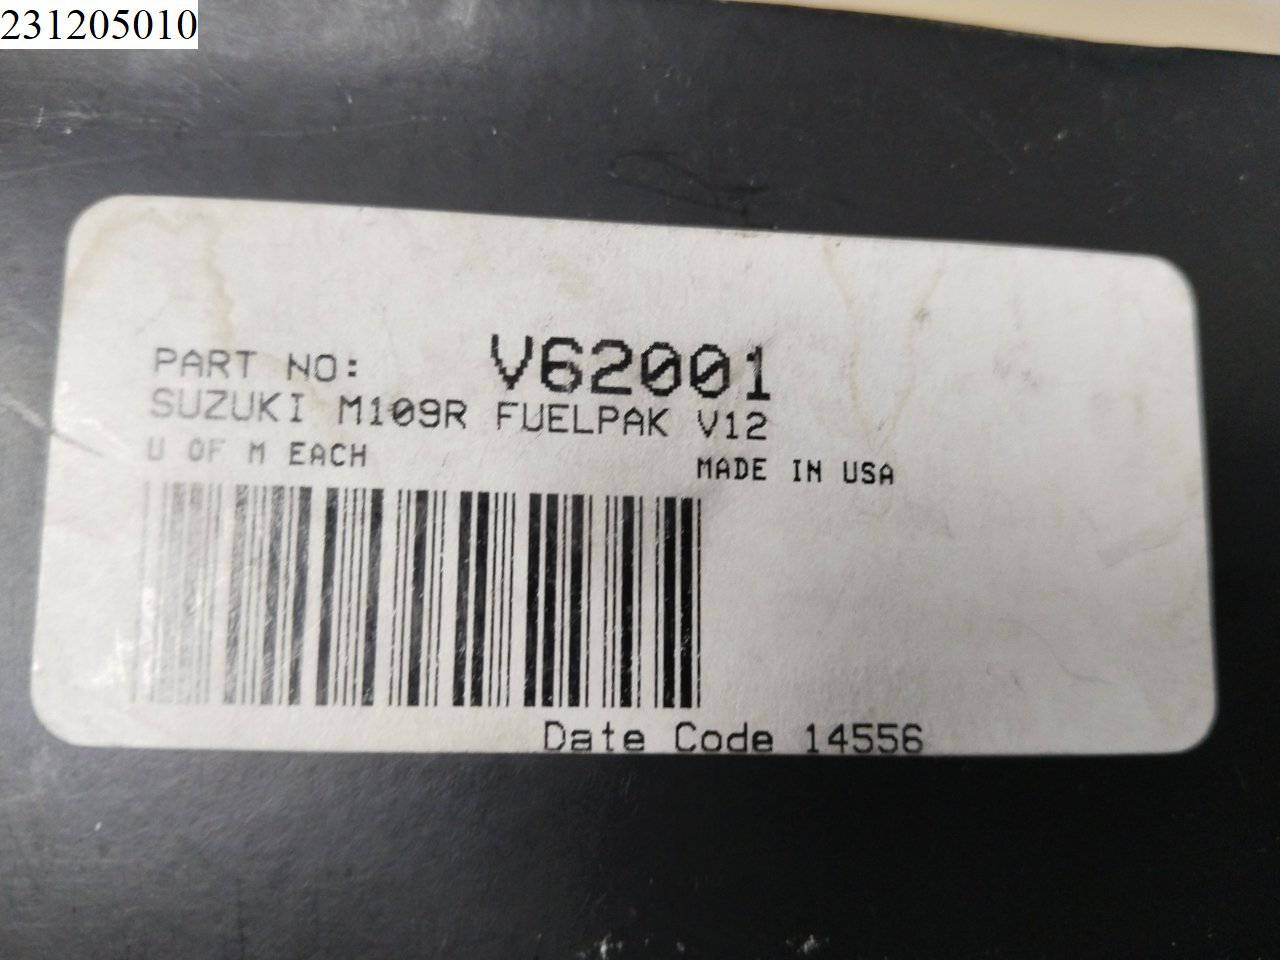 231205010
PART NO: V62001
SUZUKI M109R FUELPAK V12
U OF M EACH MADE IN USA
Date Code 14556